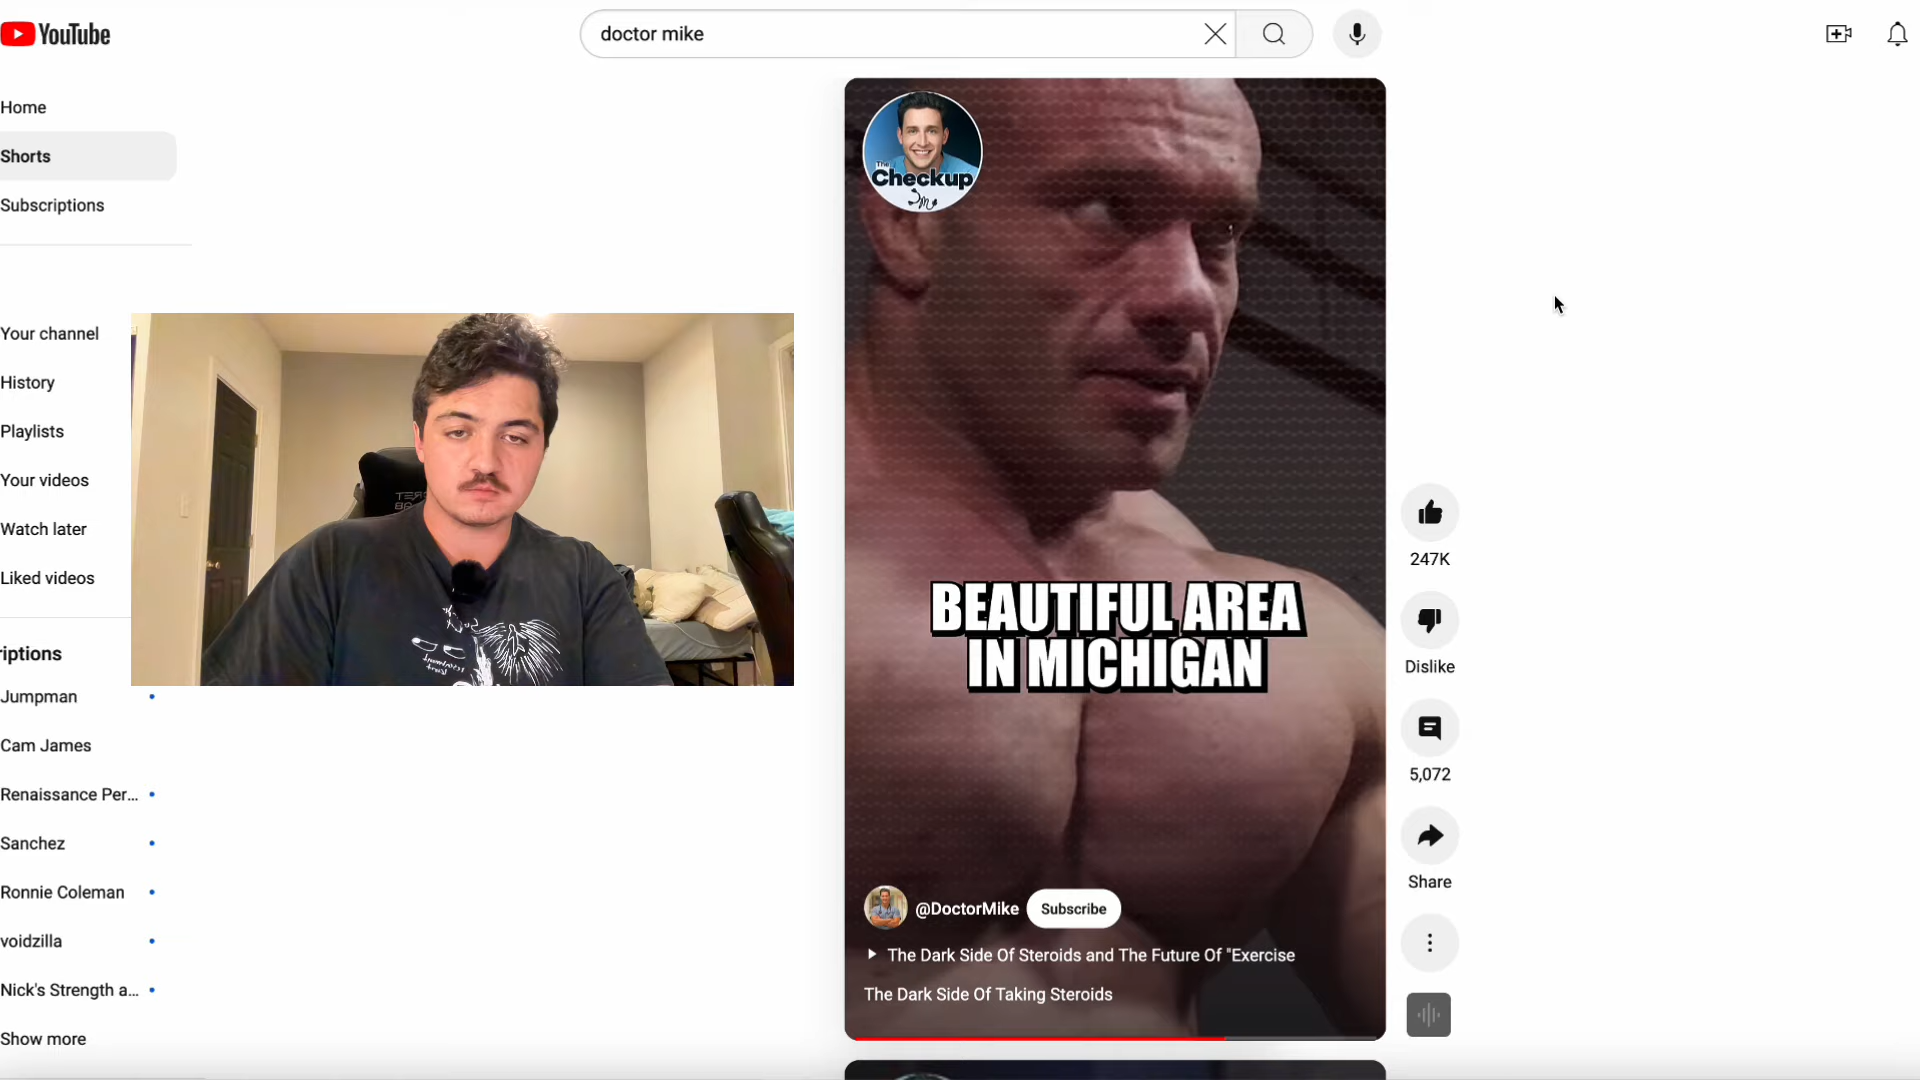 YouTube
doctor mike
Home
Shorts
Subscriptions
Your channel
History
Playlists
Your videos
Watch later
Liked videos
riptions
Jumpman
Cam James
Renaissance Per...
Sanchez
Ronnie Coleman
voidzilla
Nick's Strength a...
Show more
The
Checkup
BEAUTIFUL AREA
IN MICHIGAN
@DoctorMike
Subscribe
The Dark Side Of Steroids and The Future Of "Exercise
The Dark Side Of Taking Steroids
247K
Dislike
5,072
Share